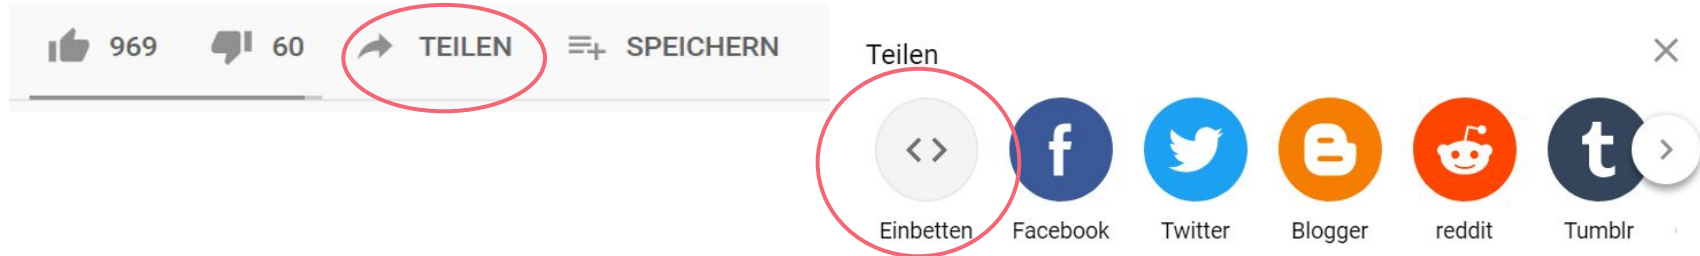 969 60 TEILEN SPEICHERN
Teilen
Einbetten Facebook Twitter Blogger reddit Tumblr